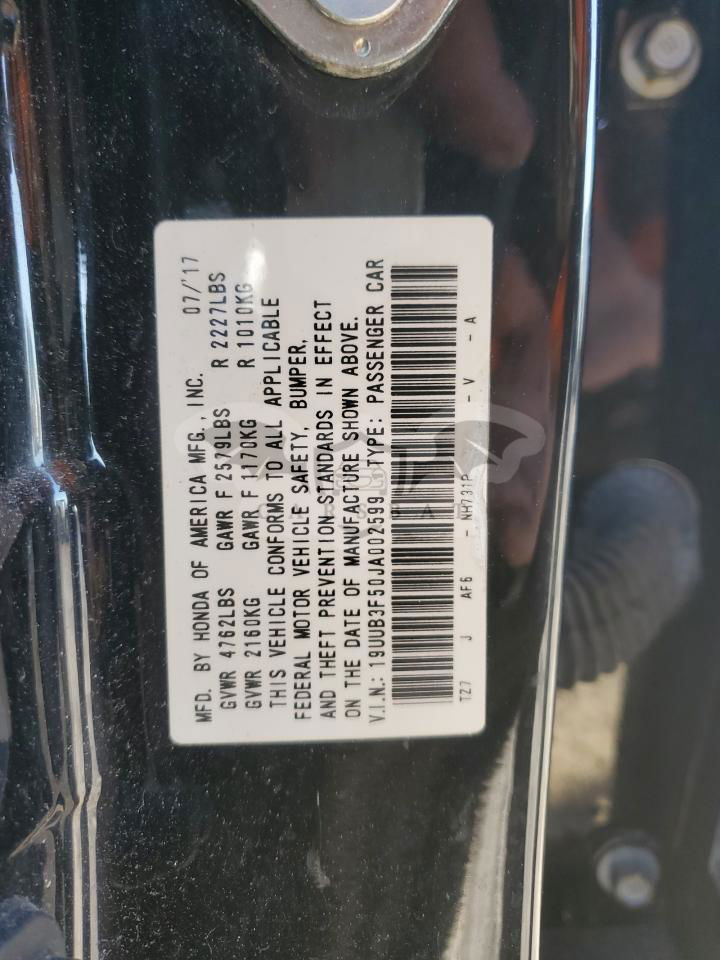 MFD. BY HONDA OF AMERICA MFG., INC. 07/'17
GVWR 4762LBS GAWR F 2579LBS R 2227LBS
GVWR 2160KG GAWR F 1170KG R 1010KG
THIS VEHICLE CONFORMS TO ALL APPLICABLE
FEDERAL MOTOR VEHICLE SAFETY, BUMPER,
AND THEFT PREVENTION STANDARDS IN EFFECT
ON THE DATE OF MANUFACTURE SHOWN ABOVE.
V.I.N.: 19UUB3F50JA002599 TYPE: PASSENGER CAR
TZ7 J AF6 - NH731P -V -A